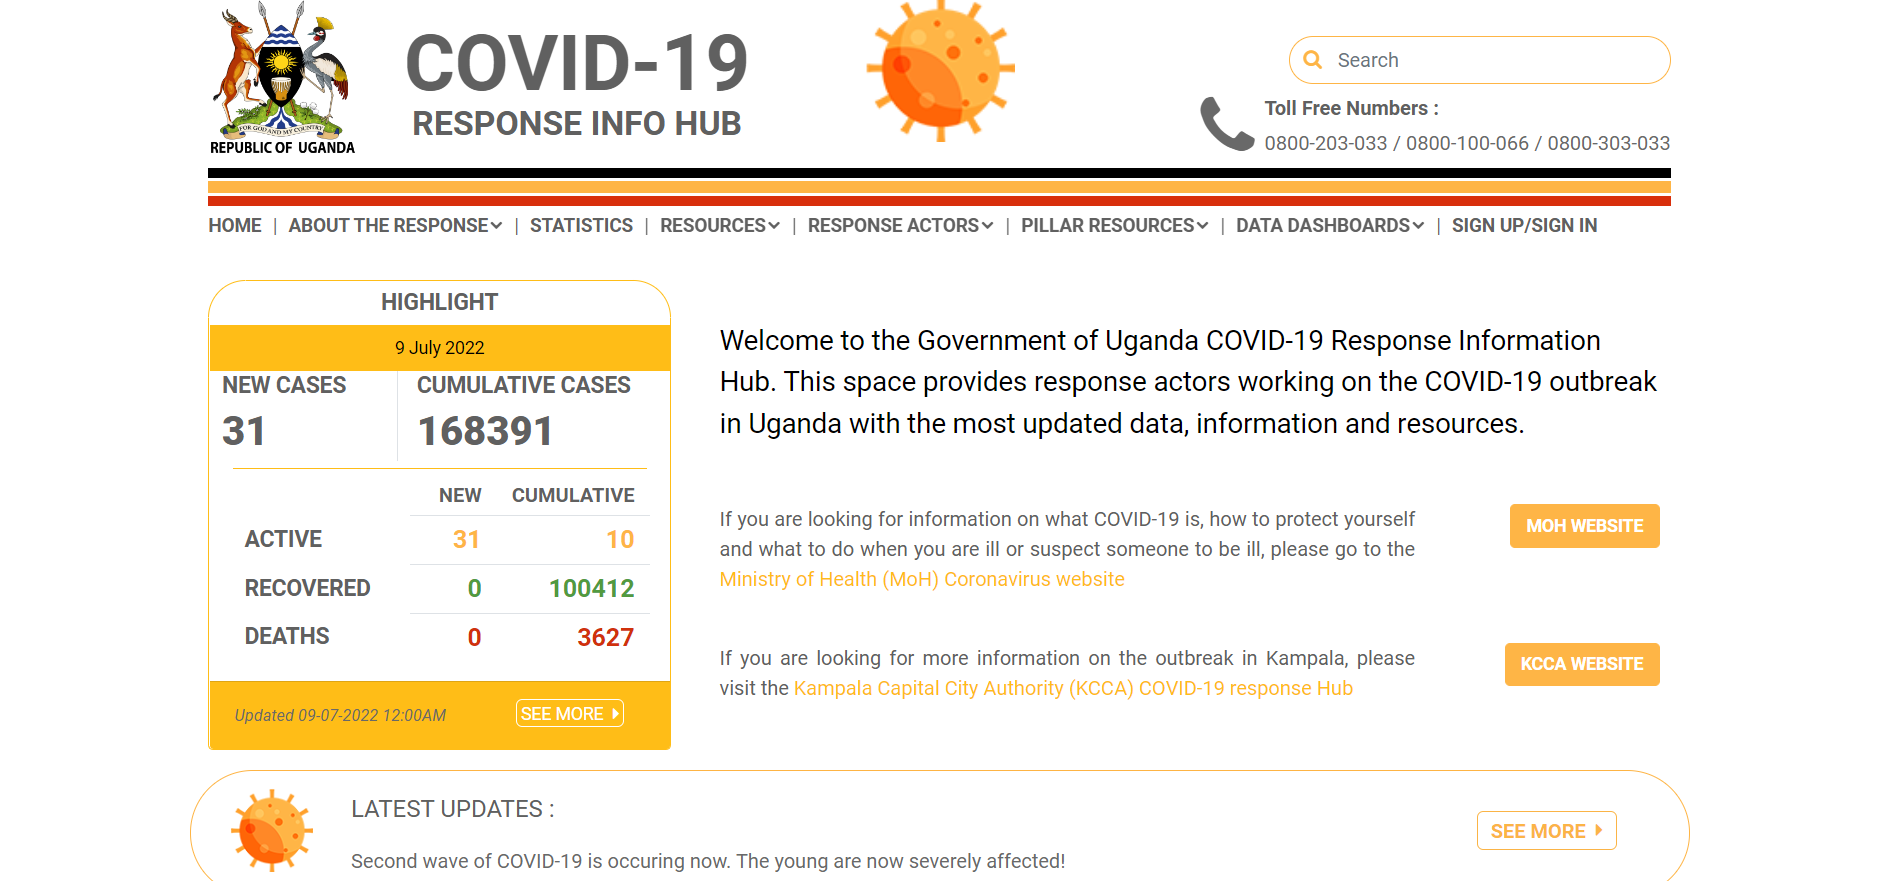 FOR GOD AND MY COUNTRY
REPUBLIC OF UGANDA
COVID-19
RESPONSE INFO HUB
Search
Toll Free Numbers :
0800-203-033 / 0800-100-066 / 0800-303-033
HOME | ABOUT THE RESPONSE | STATISTICS | RESOURCES | RESPONSE ACTORS | PILLAR RESOURCES | DATA DASHBOARDS | SIGN UP/SIGN IN
HIGHLIGHT
9 July 2022
NEW CASES CUMULATIVE CASES
31 168391
NEW CUMULATIVE
ACTIVE 31 10
RECOVERED 0 100412
DEATHS 0 3627
Updated 09-07-2022 12:00AM SEE MORE
Welcome to the Government of Uganda COVID-19 Response Information
Hub. This space provides response actors working on the COVID-19 outbreak
in Uganda with the most updated data, information and resources.
If you are looking for information on what COVID-19 is, how to protect yourself
and what to do when you are ill or suspect someone to be ill, please go to the
Ministry of Health (MoH) Coronavirus website
MOH WEBSITE
If you are looking for more information on the outbreak in Kampala, please
visit the Kampala Capital City Authority (KCCA) COVID-19 response Hub
KCCA WEBSITE
LATEST UPDATES :
Second wave of COVID-19 is occuring now. The young are now severely affected!
SEE MORE